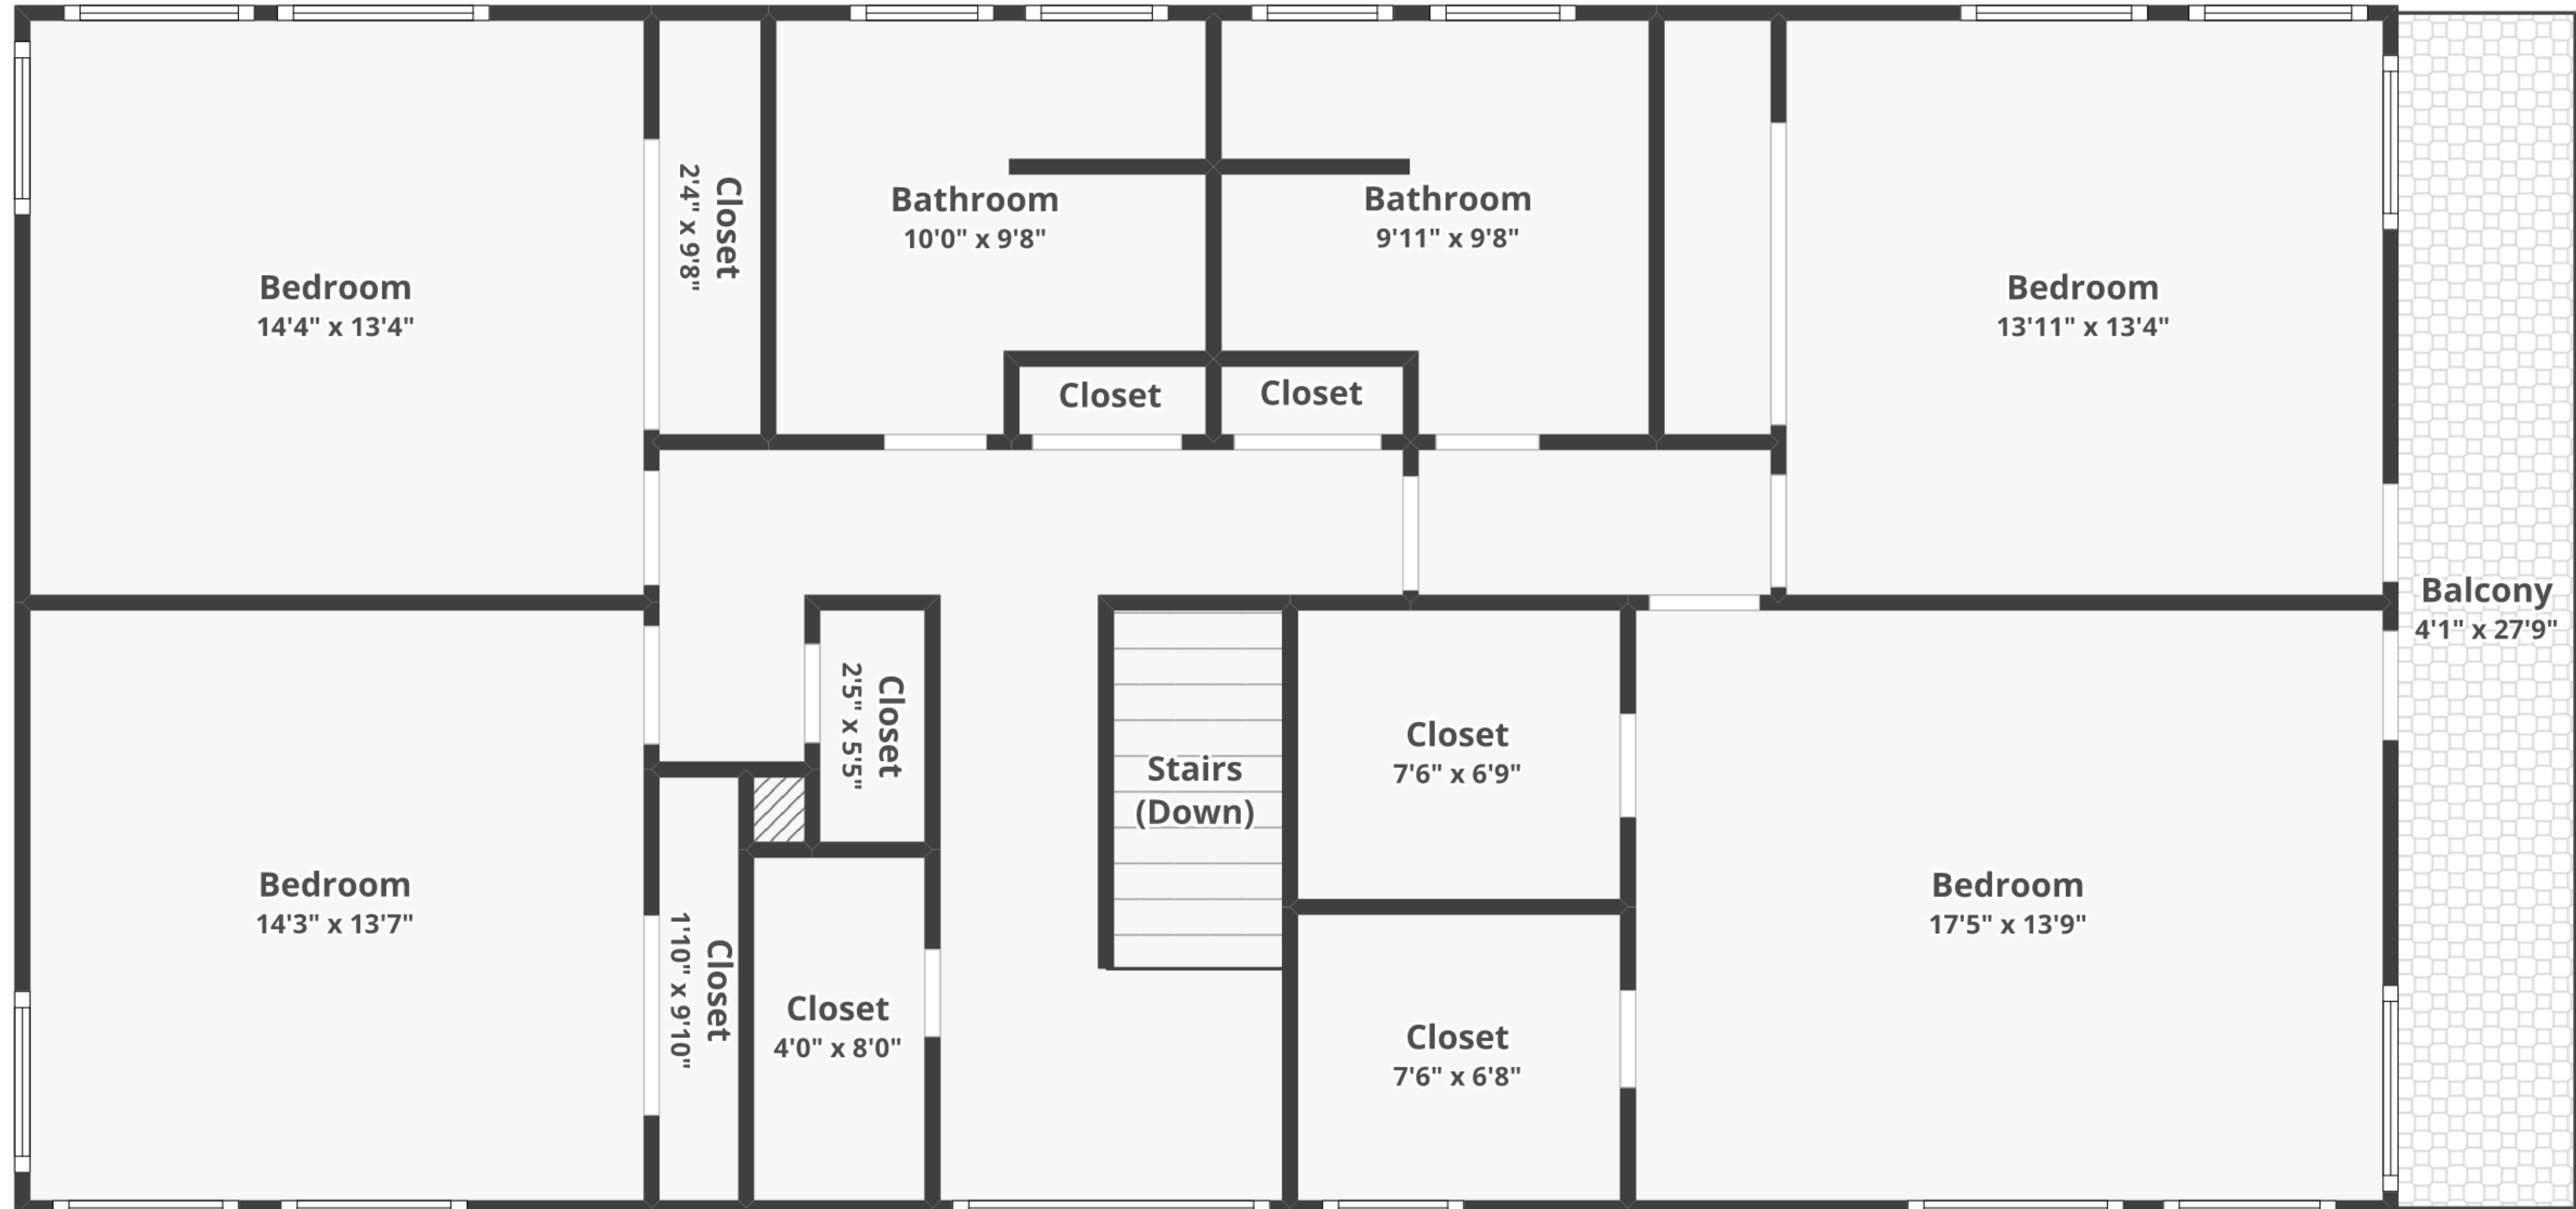 Bedroom
14'4" x 13'4"
Closet
2'4" x 9'8"
Bathroom
10'0" x 9'8"
Bathroom
9'11" x 9'8"
Bedroom
13'11" x 13'4"
Closet
Closet
Balcony
4'1" x 27'9"
Closet
2'5" x 5'5"
Stairs
(Down)
Closet
7'6" x 6'9"
Bedroom
14'3" x 13'7"
Closet
1'10" x 9'10"
Closet
4'0" x 8'0"
Closet
7'6" x 6'8"
Bedroom
17'5" x 13'9"